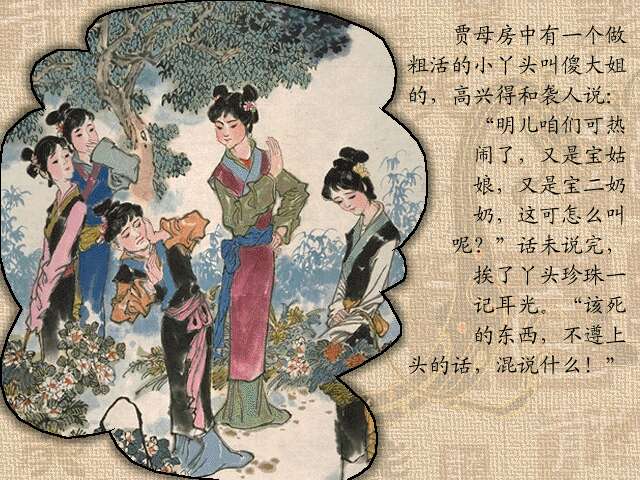 贾母房中有一个做
粗活的小丫头叫傻大姐
的，高兴得和袭人说：
“明儿咱们可热
闹了，又是宝姑
娘，又是宝二奶
奶，这可怎么叫
呢？”话未说完，
挨了丫头珍珠一
记耳光。“该死
的东西，不遵上
头的话，混说什么！”